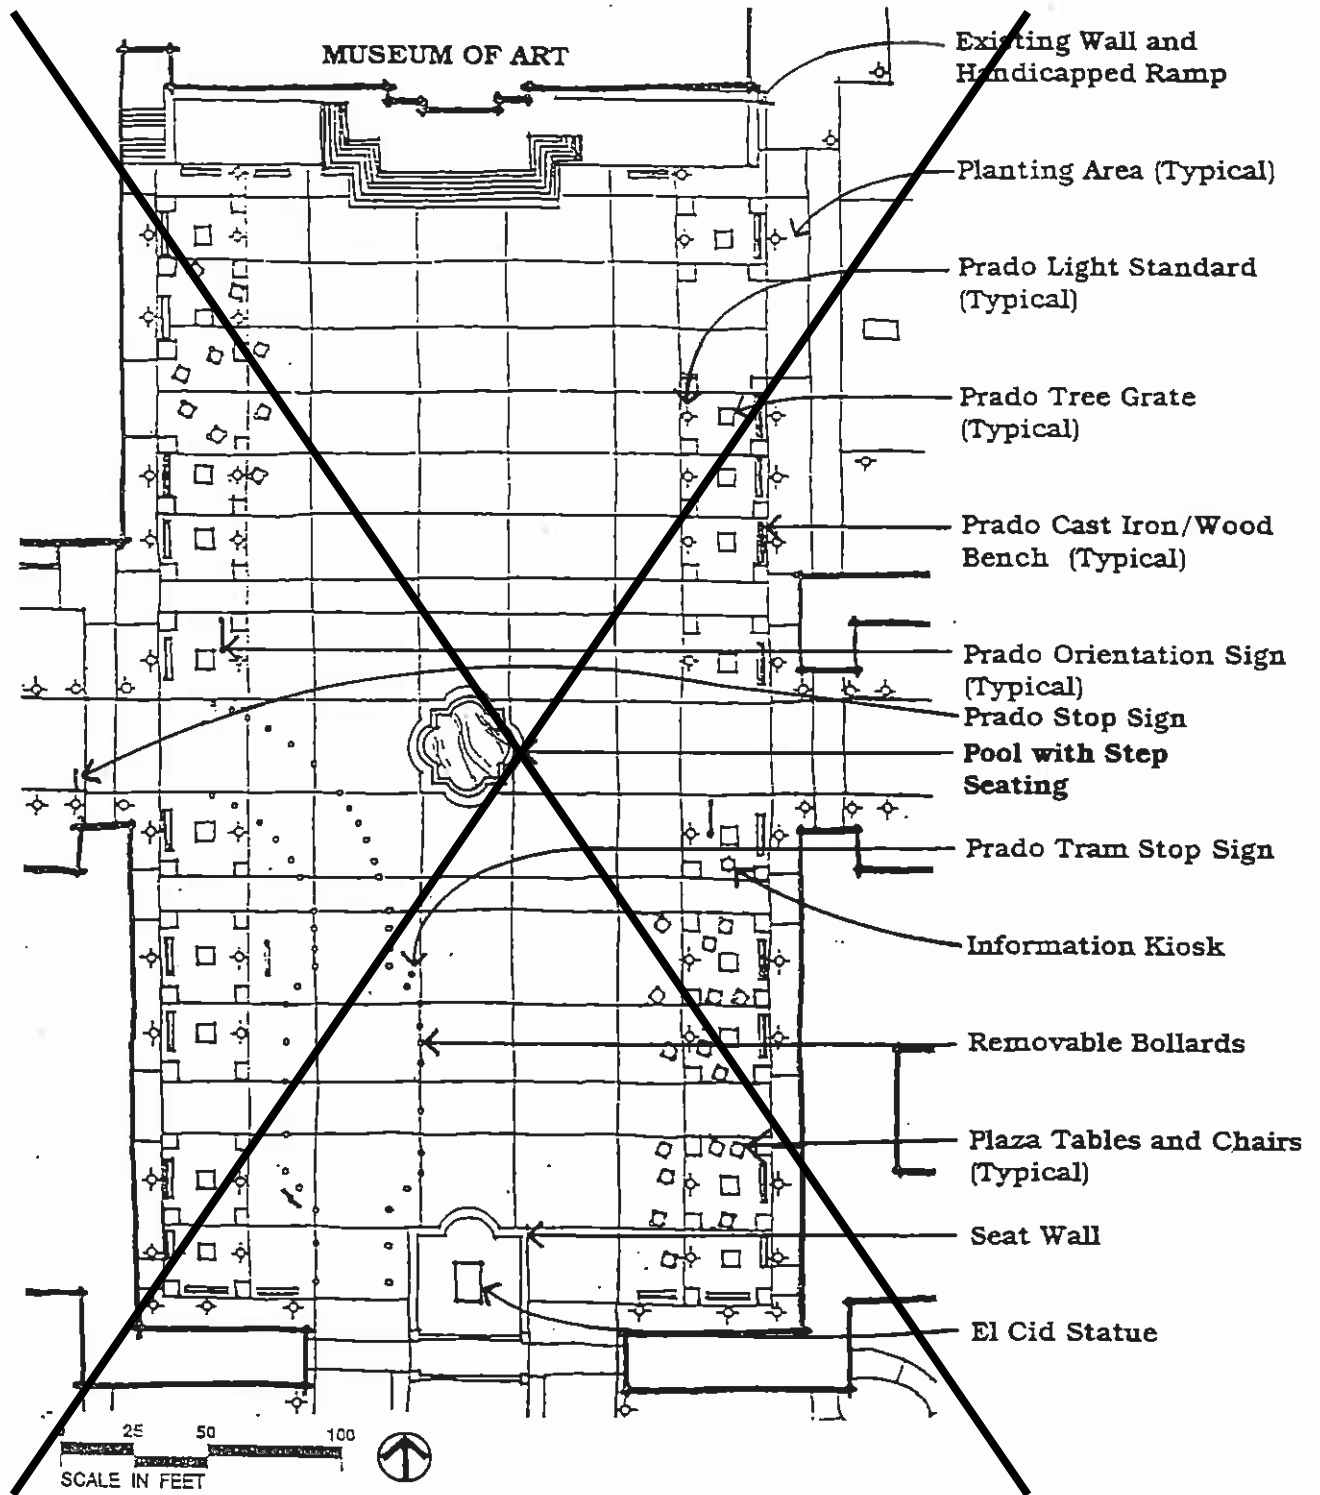 MUSEUM OF ART
Existing Wall and
Handicapped Ramp
Planting Area (Typical)
Prado Light Standard
(Typical)
Prado Tree Grate
(Typical)
Prado Cast Iron/Wood
Bench (Typical)
Prado Orientation Sign
(Typical)
Prado Stop Sign
Pool with Step
Seating
Prado Tram Stop Sign
Information Kiosk
Removable Bollards
Plaza Tables and Chairs
(Typical)
Seat Wall
El Cid Statue
25 50 100
SCALE IN FEET